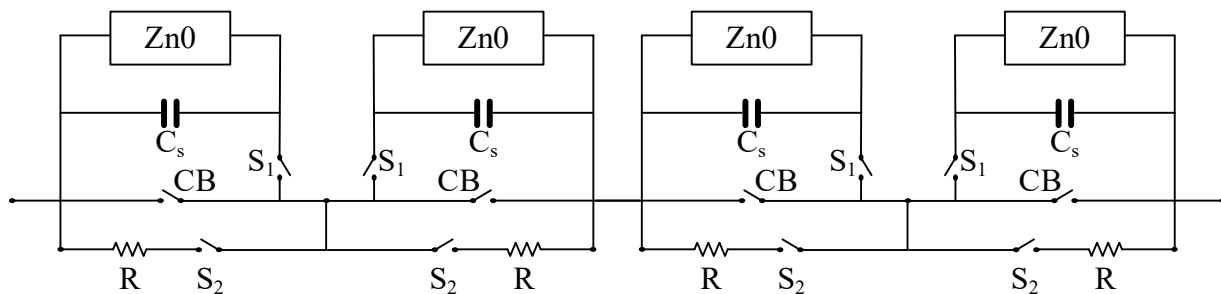 Zn0 Zn0 Zn0 Zn0
Cs Cs Cs Cs
S1 S1 S1 S1
CB CB CB CB
R S2 S2 R R S2 S2 R